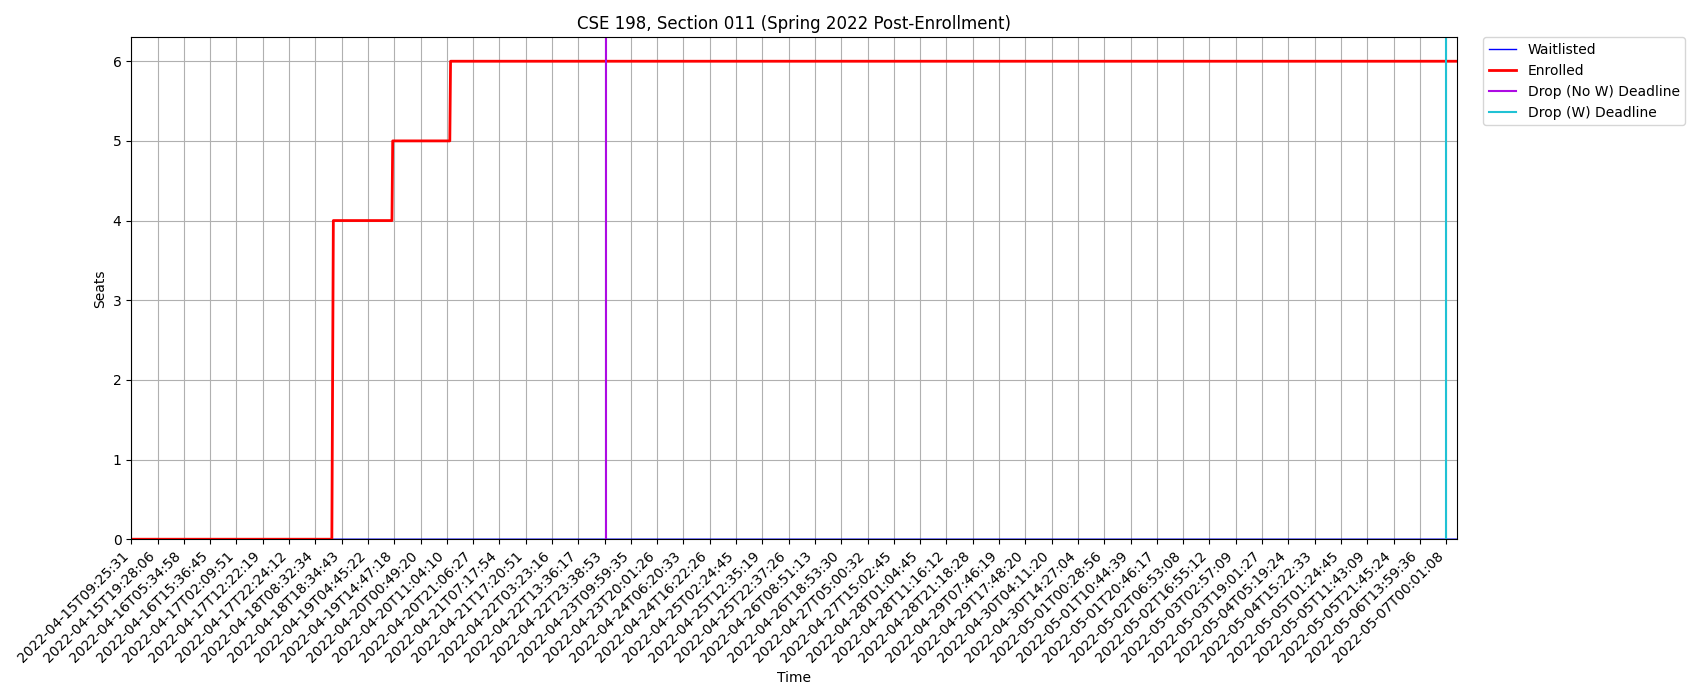 CSE 198, Section 011 (Spring 2022 Post-Enrollment)
Waitlisted
Enrolled
Drop (No W) Deadline
Drop (W) Deadline
6
5
4
3
2
1
0
Seats
2022-04-15T09:25:31
2022-04-15T19:28:06
2022-04-16T05:34:58
2022-04-16T15:36:45
2022-04-17T02:09:51
2022-04-17T12:22:19
2022-04-17T22:24:12
2022-04-18T08:32:34
2022-04-18T18:34:43
2022-04-19T04:45:22
2022-04-19T14:47:18
2022-04-20T00:49:20
2022-04-20T11:04:10
2022-04-20T21:06:27
2022-04-21T07:17:54
2022-04-21T17:20:51
2022-04-22T03:23:16
2022-04-22T13:36:17
2022-04-22T23:38:53
2022-04-23T09:59:35
2022-04-23T20:01:26
2022-04-24T06:20:33
2022-04-24T16:22:26
2022-04-25T02:24:45
2022-04-25T12:35:19
2022-04-25T22:37:26
2022-04-26T08:51:13
2022-04-26T18:53:30
2022-04-27T05:00:32
2022-04-27T15:02:45
2022-04-28T01:04:45
2022-04-28T11:16:12
2022-04-28T21:18:28
2022-04-29T07:46:19
2022-04-29T17:48:20
2022-04-30T04:11:20
2022-04-30T14:27:04
2022-05-01T00:28:56
2022-05-01T10:44:39
2022-05-01T20:46:17
2022-05-02T06:53:08
2022-05-02T16:55:12
2022-05-03T02:57:09
2022-05-03T19:01:27
2022-05-04T05:19:24
2022-05-04T15:22:33
2022-05-05T01:24:45
2022-05-05T11:43:09
2022-05-05T21:45:24
2022-05-06T13:59:36
2022-05-07T00:01:08
Time